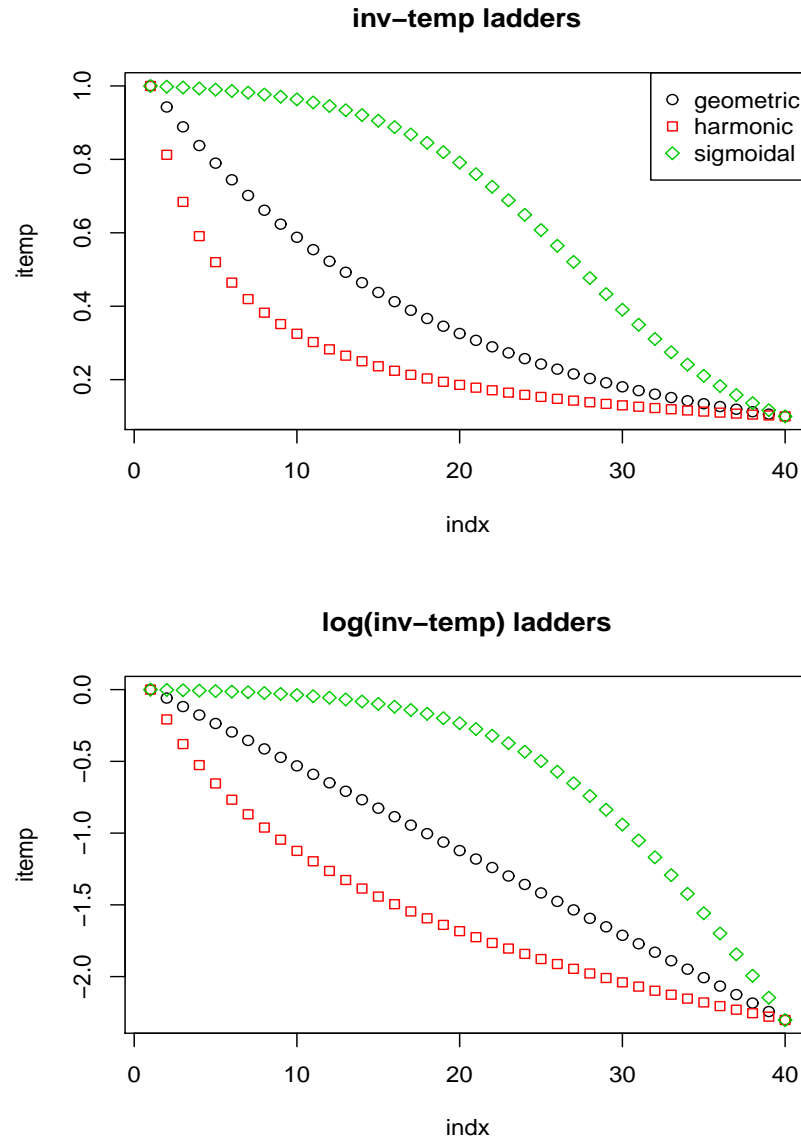 inv−temp ladders
geometric
harmonic
sigmoidal
itemp
1.0
0.8
0.6
0.4
0.2
0 10 20 30 40
indx
log(inv−temp) ladders
itemp
0.0
−0.5
−1.0
−1.5
−2.0
0 10 20 30 40
indx